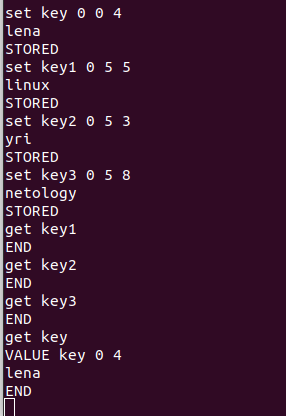 set key 0 0 4
lena
STORED
set key1 0 5 5
linux
STORED
set key2 0 5 3
yri
STORED
set key3 0 5 8
netology
STORED
get key1
END
get key2
END
get key3
END
get key
VALUE key 0 4
lena
END